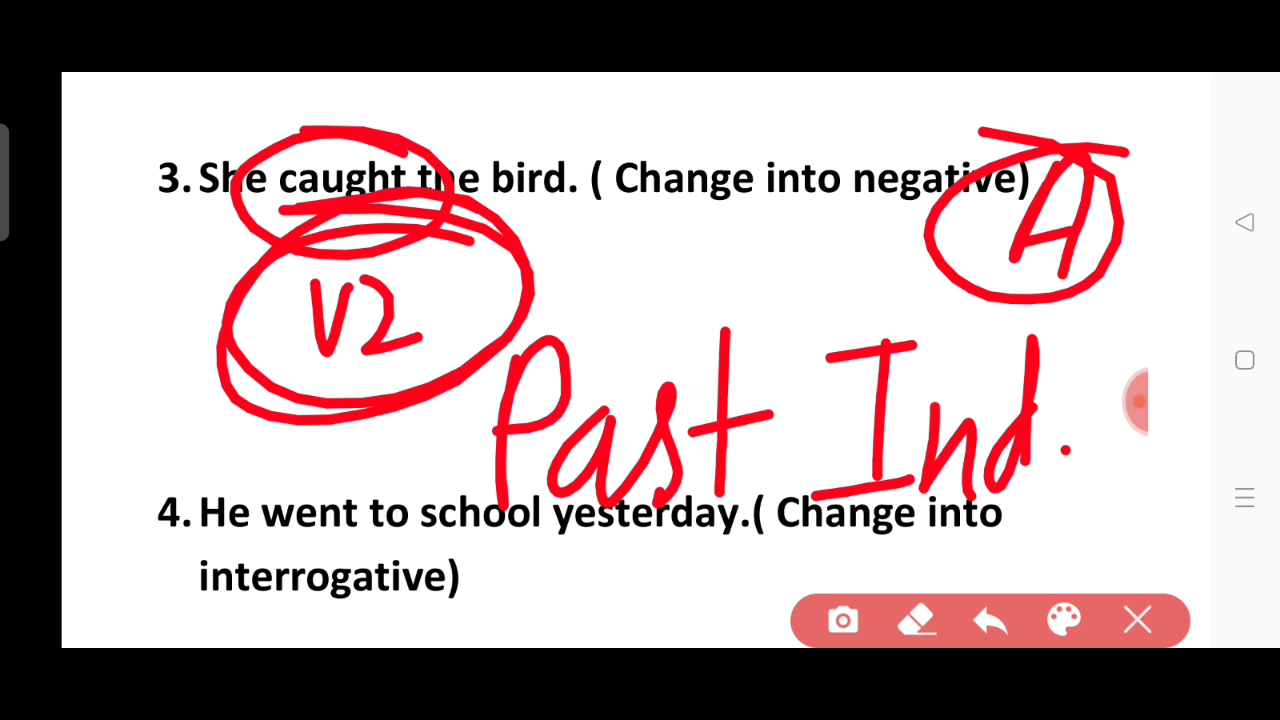 3. She caught the bird. ( Change into negative)
A
V2
Past Ind.
4. He went to school yesterday.( Change into
interrogative)